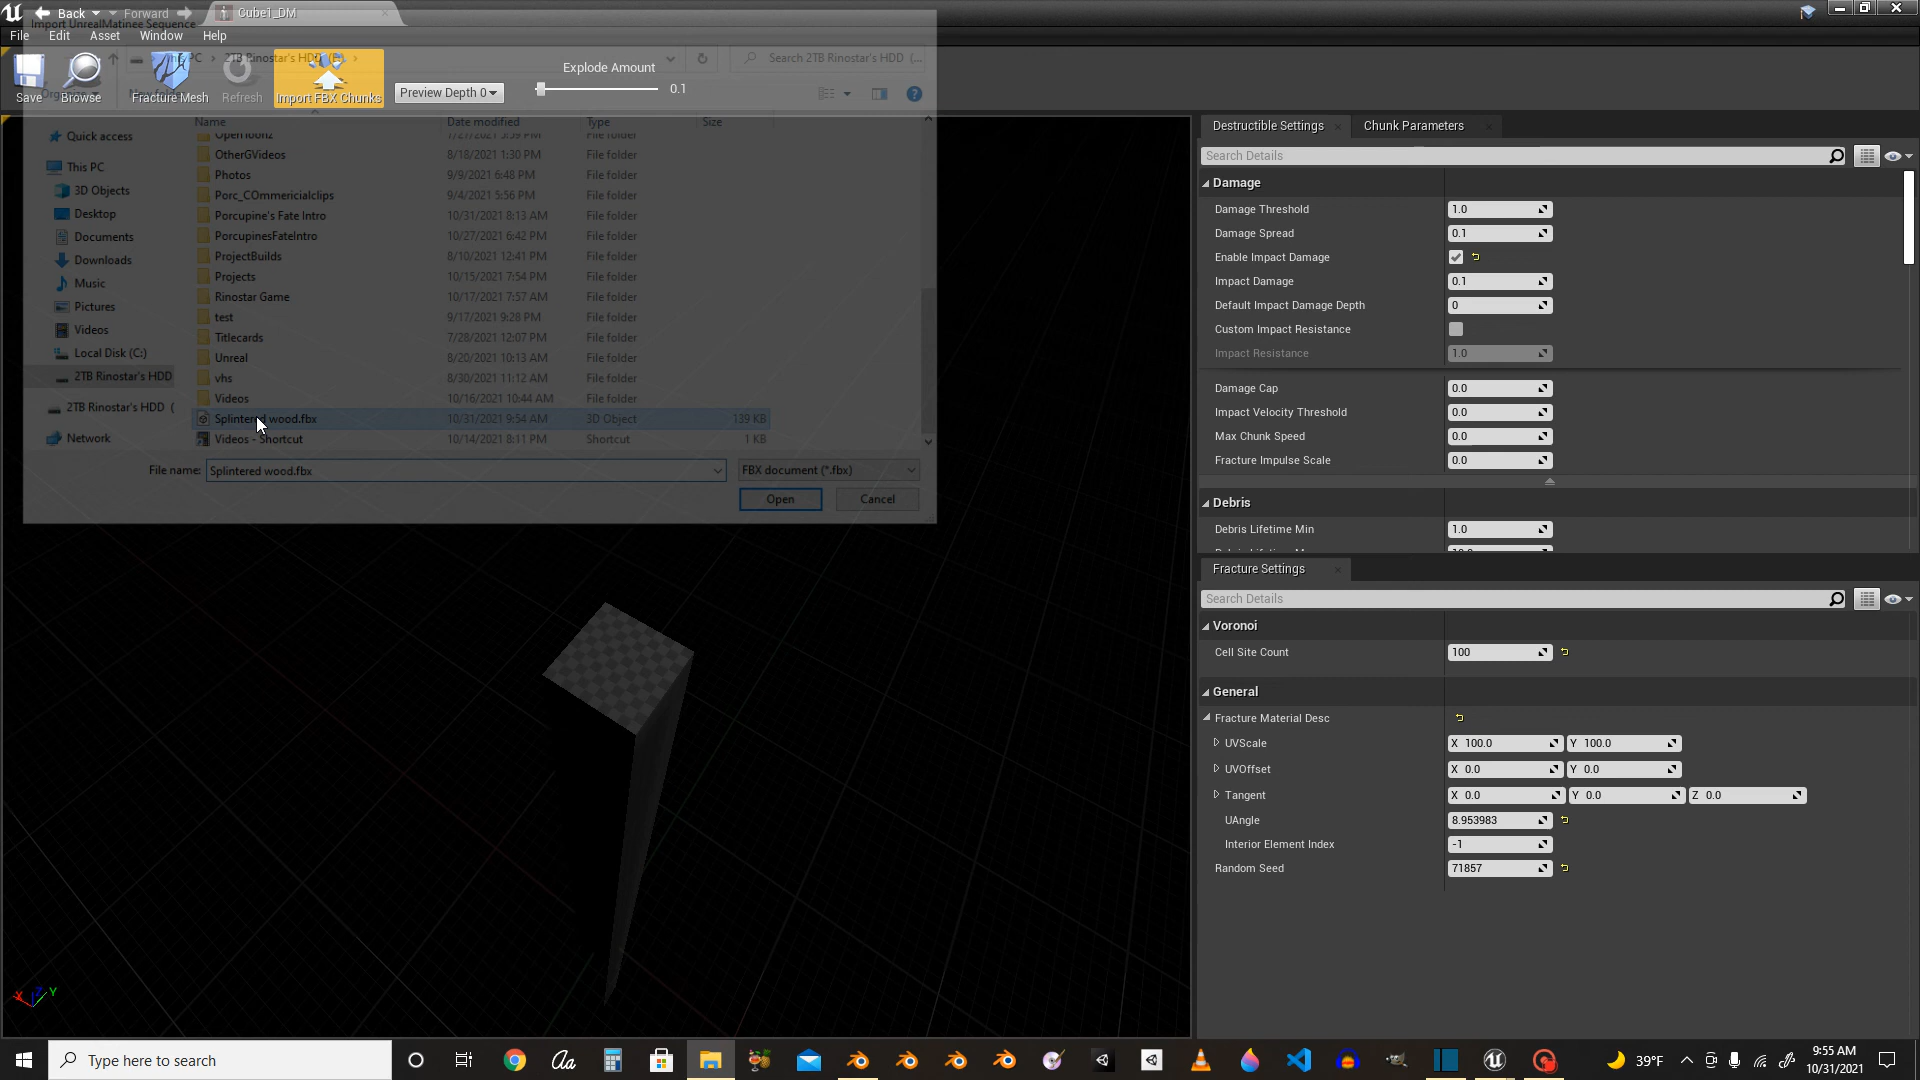 Back Forward Cube1_DM
Import UnrealMatinee Sequence
File Edit Asset Window Help
PC 2TB Rinostar's HDD (E:) Search 2TB Rinostar's HDD (...
Save Browse Fracture Mesh Refresh Import FBX Chunks Preview Depth 0 Explode Amount 0.1
Name Date modified Type Size
Quick access
This PC
3D Objects
Desktop
Documents
Downloads
Music
Pictures
Videos
Local Disk (C:)
2TB Rinostar's HDD
2TB Rinostar's HDD (
Network
OpenToonz 7/27/2021 5:59 PM File folder
OtherGVideos 8/18/2021 1:30 PM File folder
Photos 9/9/2021 6:48 PM File folder
Porc_COmmericialclips 9/4/2021 5:56 PM File folder
Porcupine's Fate Intro 10/31/2021 8:13 AM File folder
PorcupinesFateIntro 10/27/2021 6:42 PM File folder
ProjectBuilds 8/10/2021 12:41 PM File folder
Projects 10/15/2021 7:54 PM File folder
Rinostar Game 10/17/2021 7:57 AM File folder
test 9/17/2021 9:28 PM File folder
Titlecards 7/28/2021 12:07 PM File folder
Unreal 8/20/2021 10:13 AM File folder
vhs 8/30/2021 11:12 AM File folder
Videos 10/16/2021 10:44 AM File folder
Splintered wood.fbx 10/31/2021 9:54 AM 3D Object 139 KB
Videos - Shortcut 10/14/2021 8:11 PM Shortcut 1 KB
File name: Splintered wood.fbx FBX document (*.fbx)
Open Cancel
Destructible Settings Chunk Parameters
Search Details
Damage
Damage Threshold 1.0
Damage Spread 0.1
Enable Impact Damage
Impact Damage 0.1
Default Impact Damage Depth 0
Custom Impact Resistance
Impact Resistance 1.0
Damage Cap 0.0
Impact Velocity Threshold 0.0
Max Chunk Speed 0.0
Fracture Impulse Scale 0.0
Debris
Debris Lifetime Min 1.0
Fracture Settings
Search Details
Voronoi
Cell Site Count 100
General
Fracture Material Desc
UVScale X 100.0 Y 100.0
UVOffset X 0.0 Y 0.0
Tangent X 0.0 Y 0.0 Z 0.0
UAngle 8.953983
Interior Element Index -1
Random Seed 71857
X Z Y
Type here to search
39°F
9:55 AM
10/31/2021